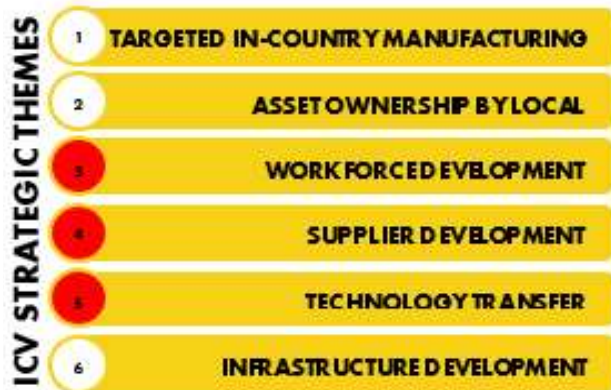 ICV STRATEGIC THEMES
1 TARGETED IN-COUNTRY MANUFACTURING
2 ASSET OWNERSHIP BY LOCAL
3 WORKFORCE DEVELOPMENT
4 SUPPLIER DEVELOPMENT
5 TECHNOLOGY TRANSFER
6 INFRASTRUCTURE DEVELOPMENT